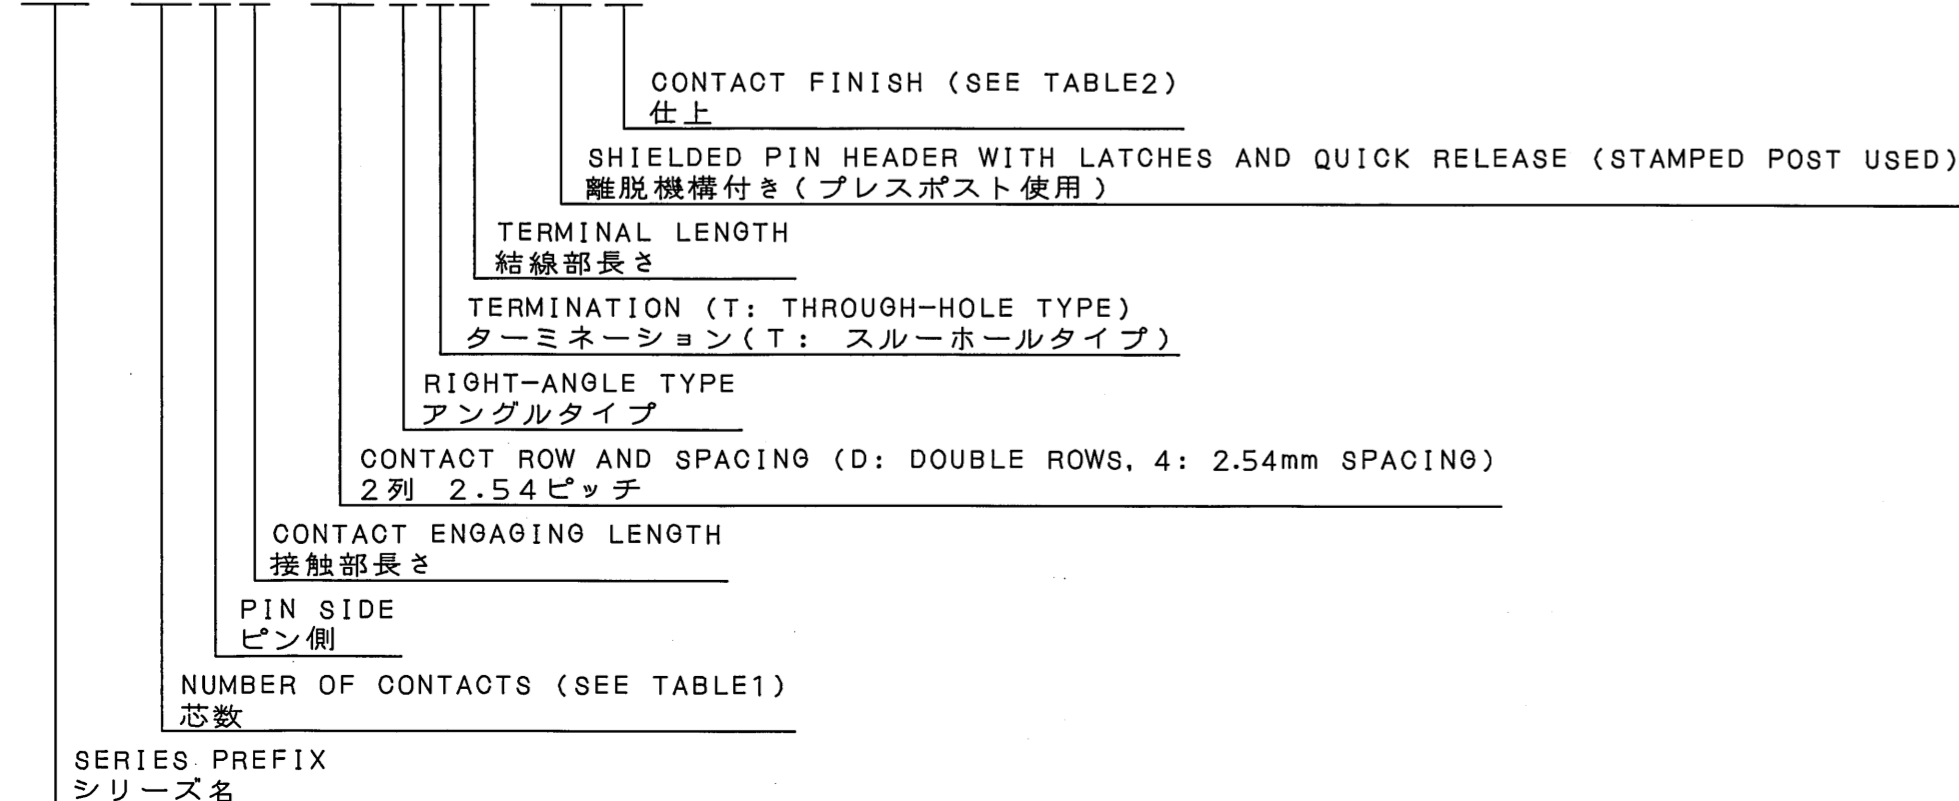 CONTACT FINISH (SEE TABLE2)
仕上
SHIELDED PIN HEADER WITH LATCHES AND QUICK RELEASE (STAMPED POST USED)
離脱機構付き(プレスポスト使用)
TERMINAL LENGTH
結線部長さ
TERMINATION (T: THROUGH-HOLE TYPE)
ターミネーション(T: スルーホールタイプ)
RIGHT-ANGLE TYPE
アングルタイプ
CONTACT ROW AND SPACING (D: DOUBLE ROWS, 4: 2.54mm SPACING)
2列 2.54ピッチ
CONTACT ENGAGING LENGTH
接触部長さ
PIN SIDE
ピン側
NUMBER OF CONTACTS (SEE TABLE1)
芯数
SERIES PREFIX
シリーズ名